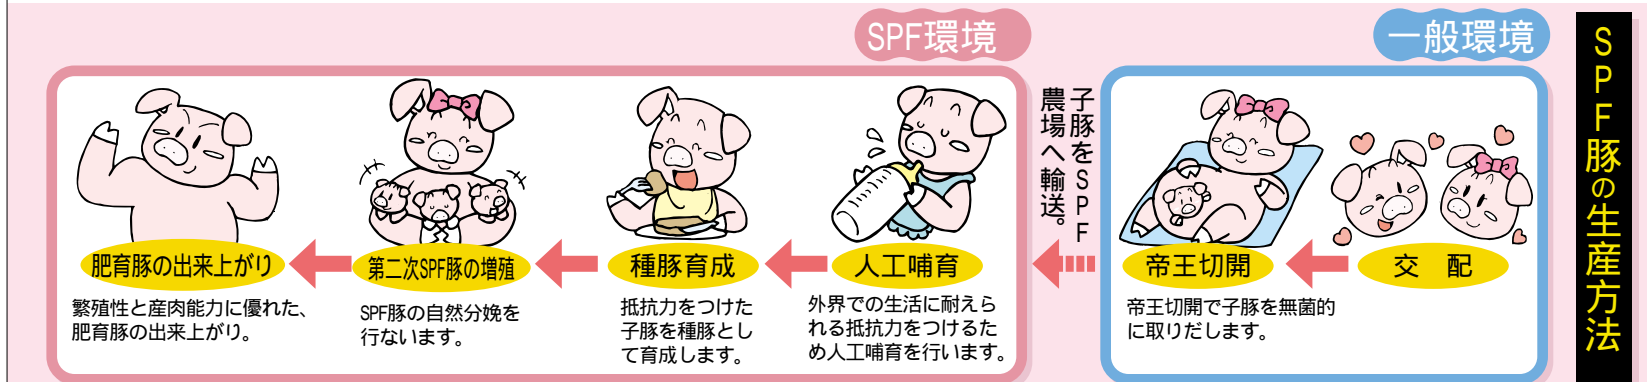 SPF豚の生産方法
一般環境
交　配
帝王切開
帝王切開で子豚を無菌的
に取りだします。
子豚をSPF
農場へ輸送。
SPF環境
人工哺育
外界での生活に耐えら
れる抵抗力をつけるた
め人工哺育を行います。
種豚育成
抵抗力をつけた
子豚を種豚とし
て育成します。
第二次SPF豚の増殖
SPF豚の自然分娩を
行ないます。
肥育豚の出来上がり
繁殖性と産肉能力に優れた、
肥育豚の出来上がり。